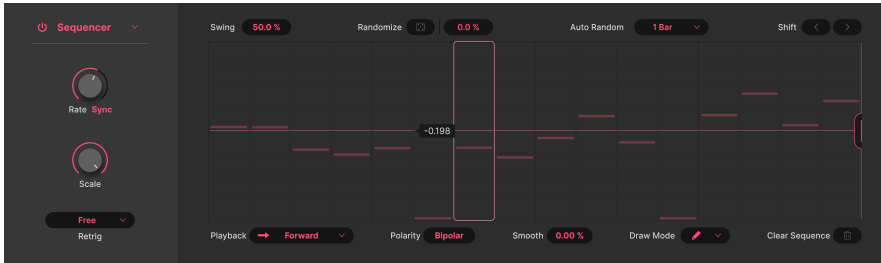 Sequencer
Swing 50.0 % Randomize 0.0 % Auto Random 1 Bar Shift
Rate Sync
-0.198
Scale
Free
Retrig
Playback Forward Polarity Bipolar Smooth 0.00 % Draw Mode Clear Sequence